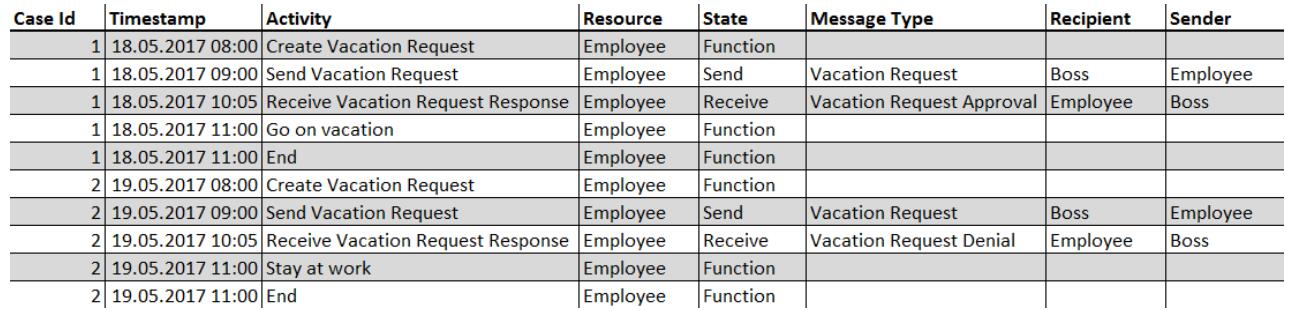 Case Id Timestamp Activity Resource State Message Type Recipient Sender
1 18.05.2017 08:00 Create Vacation Request Employee Function
1 18.05.2017 09:00 Send Vacation Request Employee Send Vacation Request Boss Employee
1 18.05.2017 10:05 Receive Vacation Request Response Employee Receive Vacation Request Approval Employee Boss
1 18.05.2017 11:00 Go on vacation Employee Function
1 18.05.2017 11:00 End Employee Function
2 19.05.2017 08:00 Create Vacation Request Employee Function
2 19.05.2017 09:00 Send Vacation Request Employee Send Vacation Request Boss Employee
2 19.05.2017 10:05 Receive Vacation Request Response Employee Receive Vacation Request Denial Employee Boss
2 19.05.2017 11:00 Stay at work Employee Function
2 19.05.2017 11:00 End Employee Function